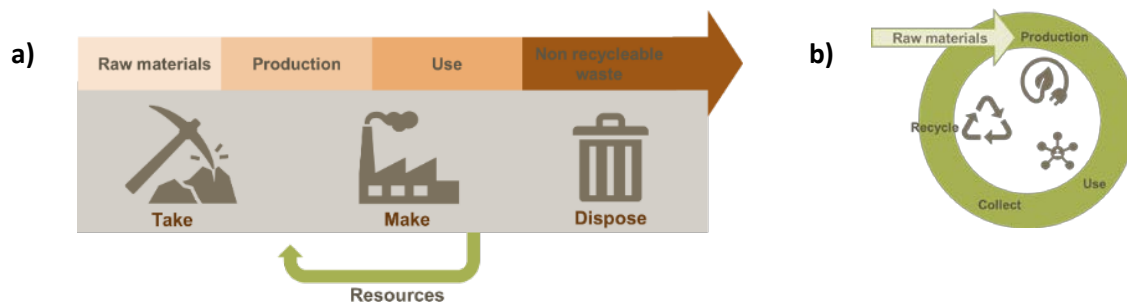 a)
Raw materials
Production
Use
Non recycleable
waste
Take
Make
Dispose
Resources
b)
Raw materials
Production
Recycle
Use
Collect